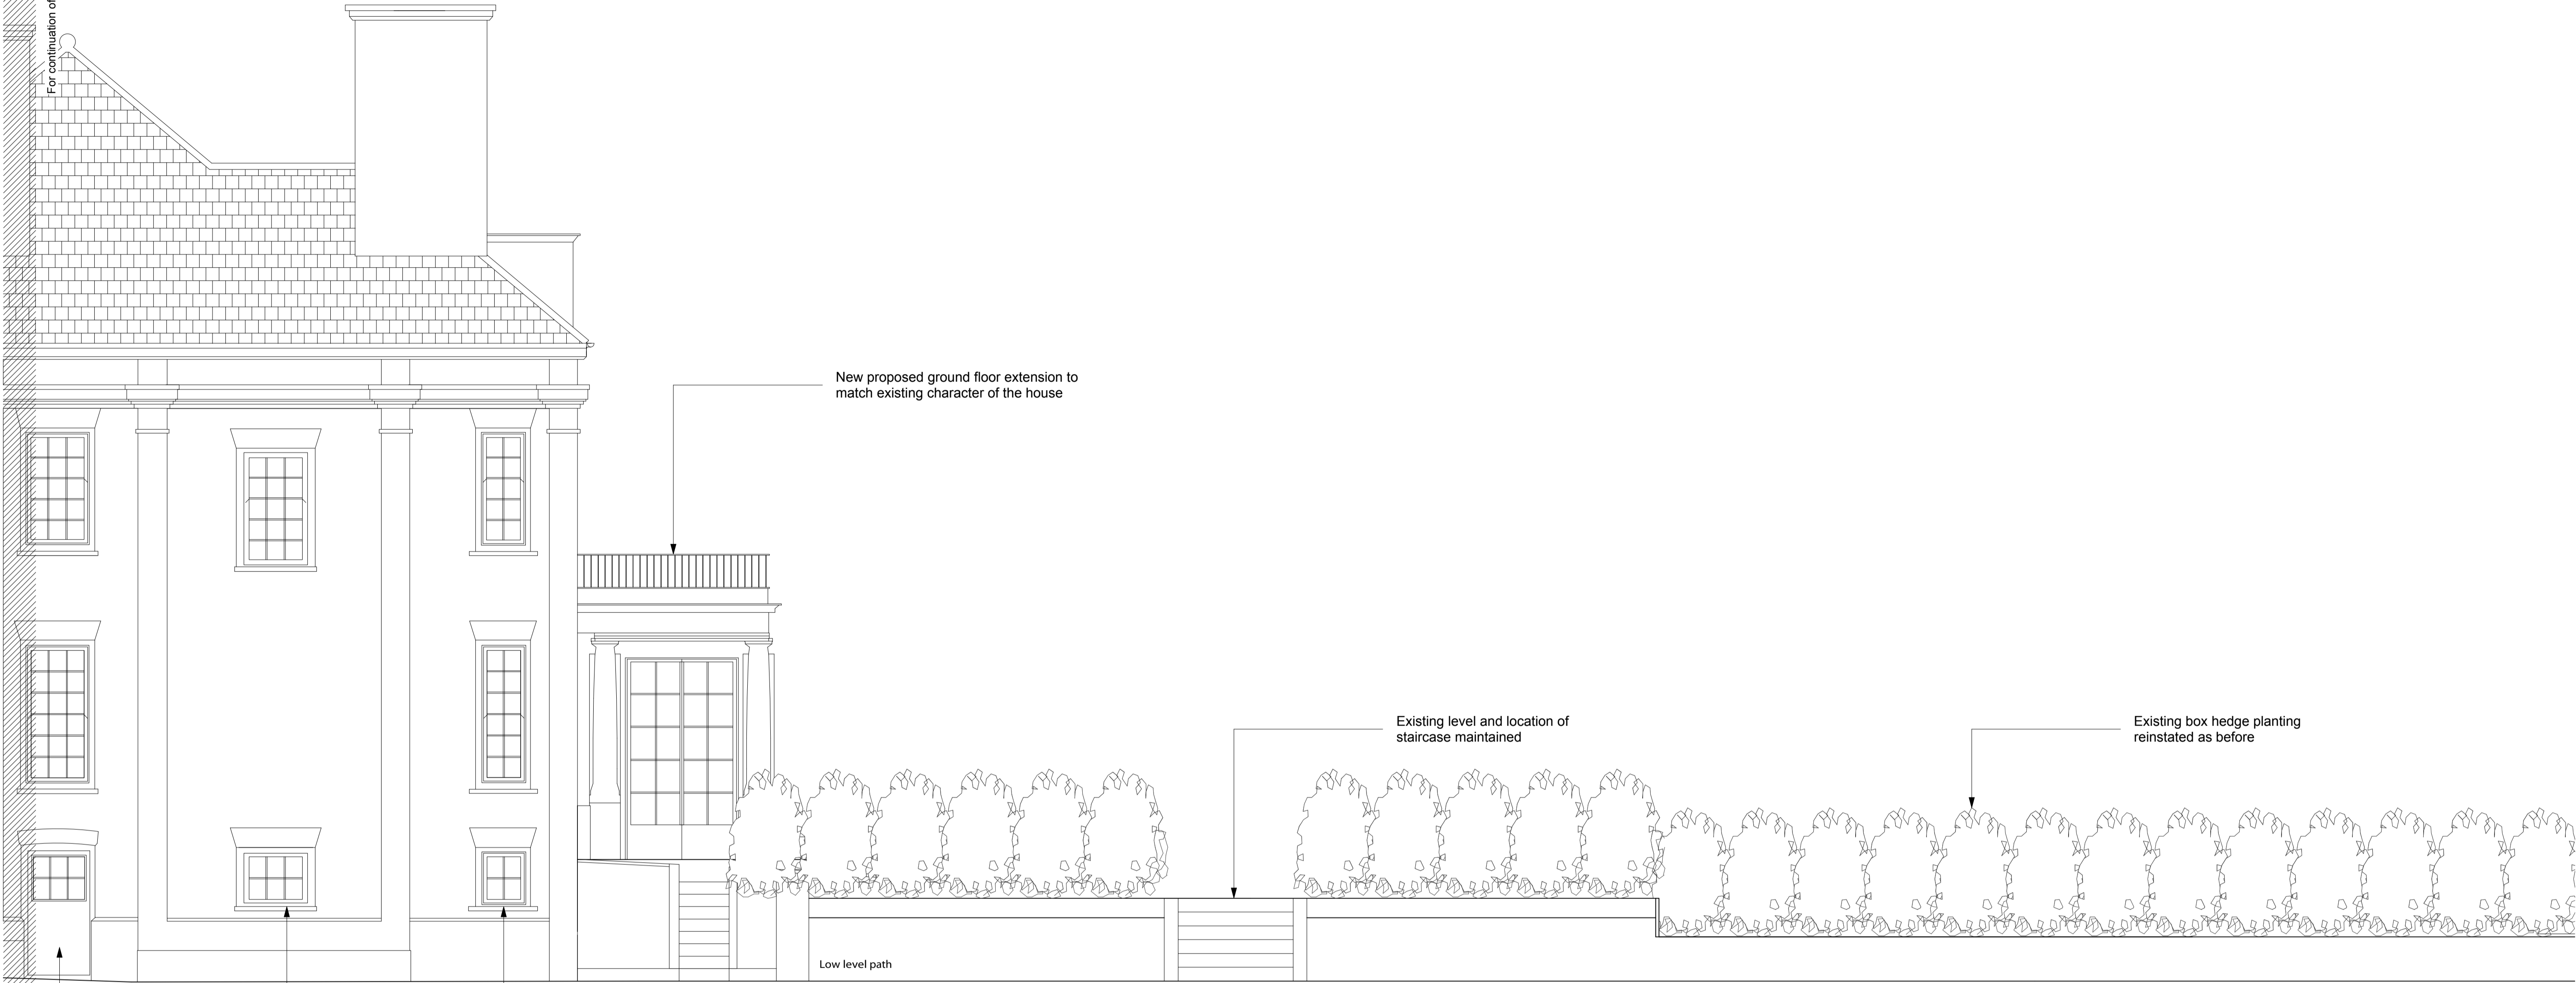 For continuation of
New proposed ground floor extension to
match existing character of the house
Existing level and location of
staircase maintained
Existing box hedge planting
reinstated as before
Low level path